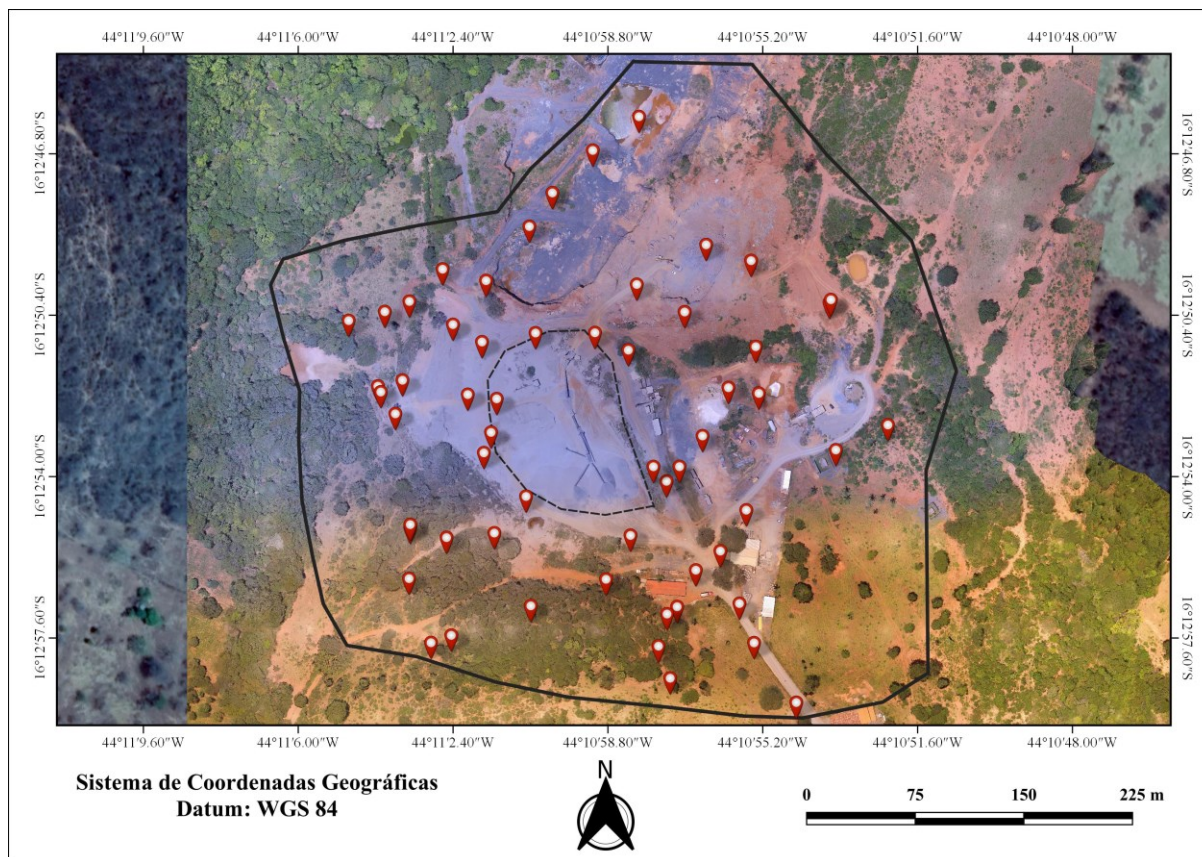 44°11'9.60"W 44°11'6.00"W 44°11'2.40"W 44°10'58.80"W 44°10'55.20"W 44°10'51.60"W 44°10'48.00"W
16°12'46.80"S 16°12'46.80"S
16°12'50.40"S 16°12'50.40"S
16°12'54.00"S 16°12'54.00"S
16°12'57.60"S 16°12'57.60"S
44°11'9.60"W 44°11'6.00"W 44°11'2.40"W 44°10'58.80"W 44°10'55.20"W 44°10'51.60"W 44°10'48.00"W
Sistema de Coordenadas Geográficas
Datum: WGS 84
N
0 75 150 225 m